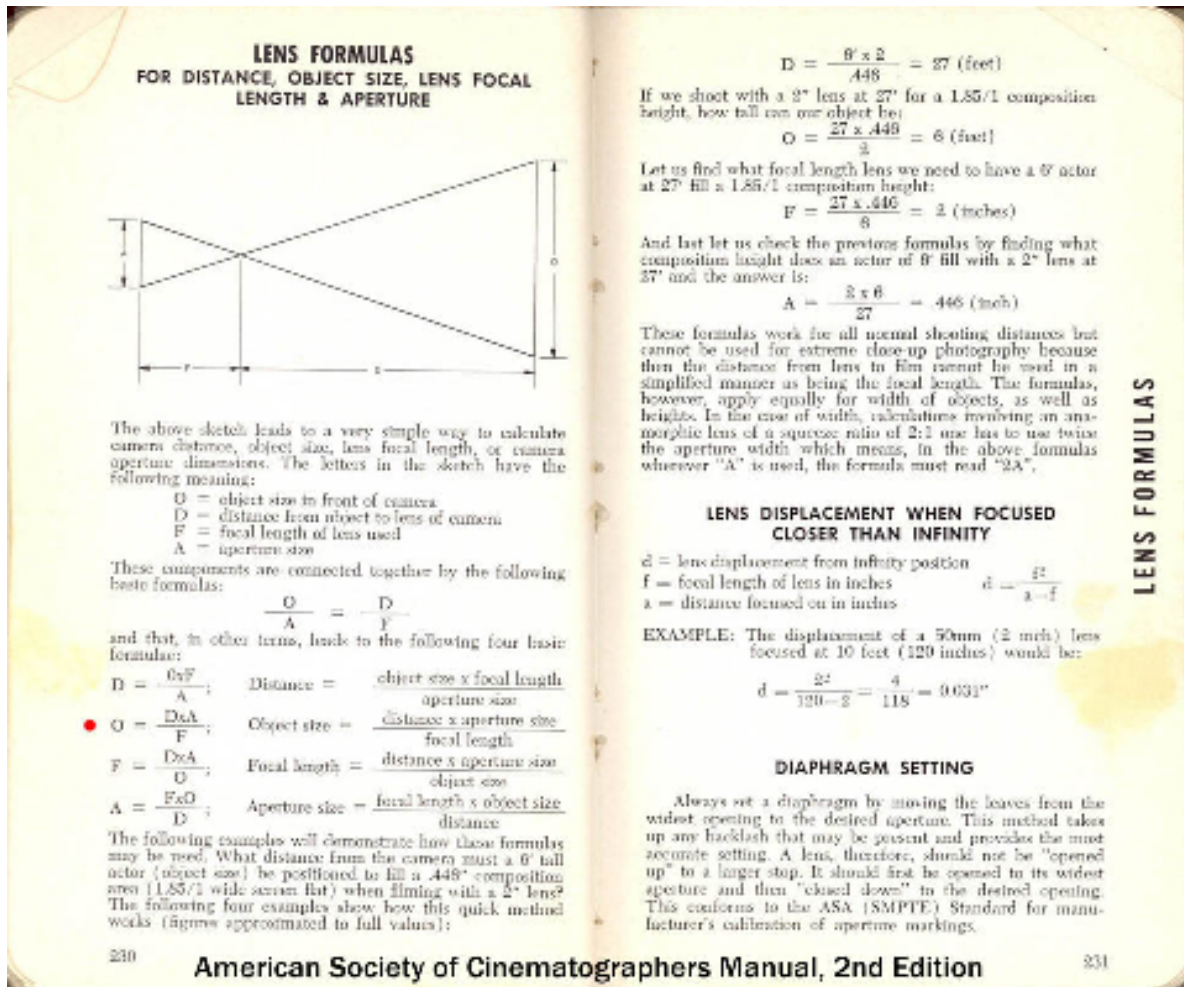 LENS FORMULAS
FOR DISTANCE, OBJECT SIZE, LENS FOCAL
LENGTH & APERTURE
O
F
D
The above sketch leads to a very simple way to calculate
camera distance, object size, lens focal length, or camera
aperture dimensions. The letters in the sketch have the
following meaning:
O = object size in front of camera
D = distance from object to lens of camera
F = focal length of lens used
A = aperture size
These components are connected together by the following
basic formulas:
O / A = D / F
and that, in other terms, leads to the following four basic
formulae:
D = OxF / A ; Distance = object size x focal length / aperture size
O = DxA / F ; Object size = distance x aperture size / focal length
F = DxA / O ; Focal length = distance x aperture size / object size
A = FxO / D ; Aperture size = focal length x object size / distance
The following examples will demonstrate how these formulas
may be used. What distance from the camera must a 6' tall
actor (object size) be positioned to fill a .446" composition
area (1.85/1 wide screen flat) when filming with a 2" lens?
The following four examples show how this quick method
works (figures approximated to full values):
230
D = 6' x 2 / .446 = 27 (feet)
If we shoot with a 2" lens at 27' for a 1.85/1 composition
height, how tall can our object be:
O = 27 x .446 / 2 = 6 (feet)
Let us find what focal length lens we need to have a 6' actor
at 27' fill a 1.85/1 composition height:
F = 27 x .446 / 6 = 2 (inches)
And last let us check the previous formulas by finding what
composition height does an actor of 6' fill with a 2" lens at
27' and the answer is:
A = 2 x 6 / 27 = .446 (inch)
These formulas work for all normal shooting distances but
cannot be used for extreme close-up photography because
then the distance from lens to film cannot be used in a
simplified manner as being the focal length. The formulas,
however, apply equally for width of objects, as well as
heights. In the case of width, calculations involving an ana-
morphic lens of a squeeze ratio of 2:1 one has to use twice
the aperture width which means, in the above formulas
wherever "A" is used, the formula must read "2A".
LENS DISPLACEMENT WHEN FOCUSED
CLOSER THAN INFINITY
d = lens displacement from infinity position
f = focal length of lens in inches d = f² / a-f
a = distance focused on in inches
EXAMPLE: The displacement of a 50mm (2 inch) lens
focused at 10 feet (120 inches) would be:
d = 2² / 120-2 = 4 / 118 = 0.031"
DIAPHRAGM SETTING
Always set a diaphragm by moving the leaves from the
widest opening to the desired aperture. This method takes
up any backlash that may be present and provides the most
accurate setting. A lens, therefore, should not be "opened
up" to a larger stop. It should first be opened to its widest
aperture and then "closed down" to the desired opening.
This conforms to the ASA (SMPTE) Standard for manu-
facturer's calibration of aperture markings.
231
LENS FORMULAS
American Society of Cinematographers Manual, 2nd Edition